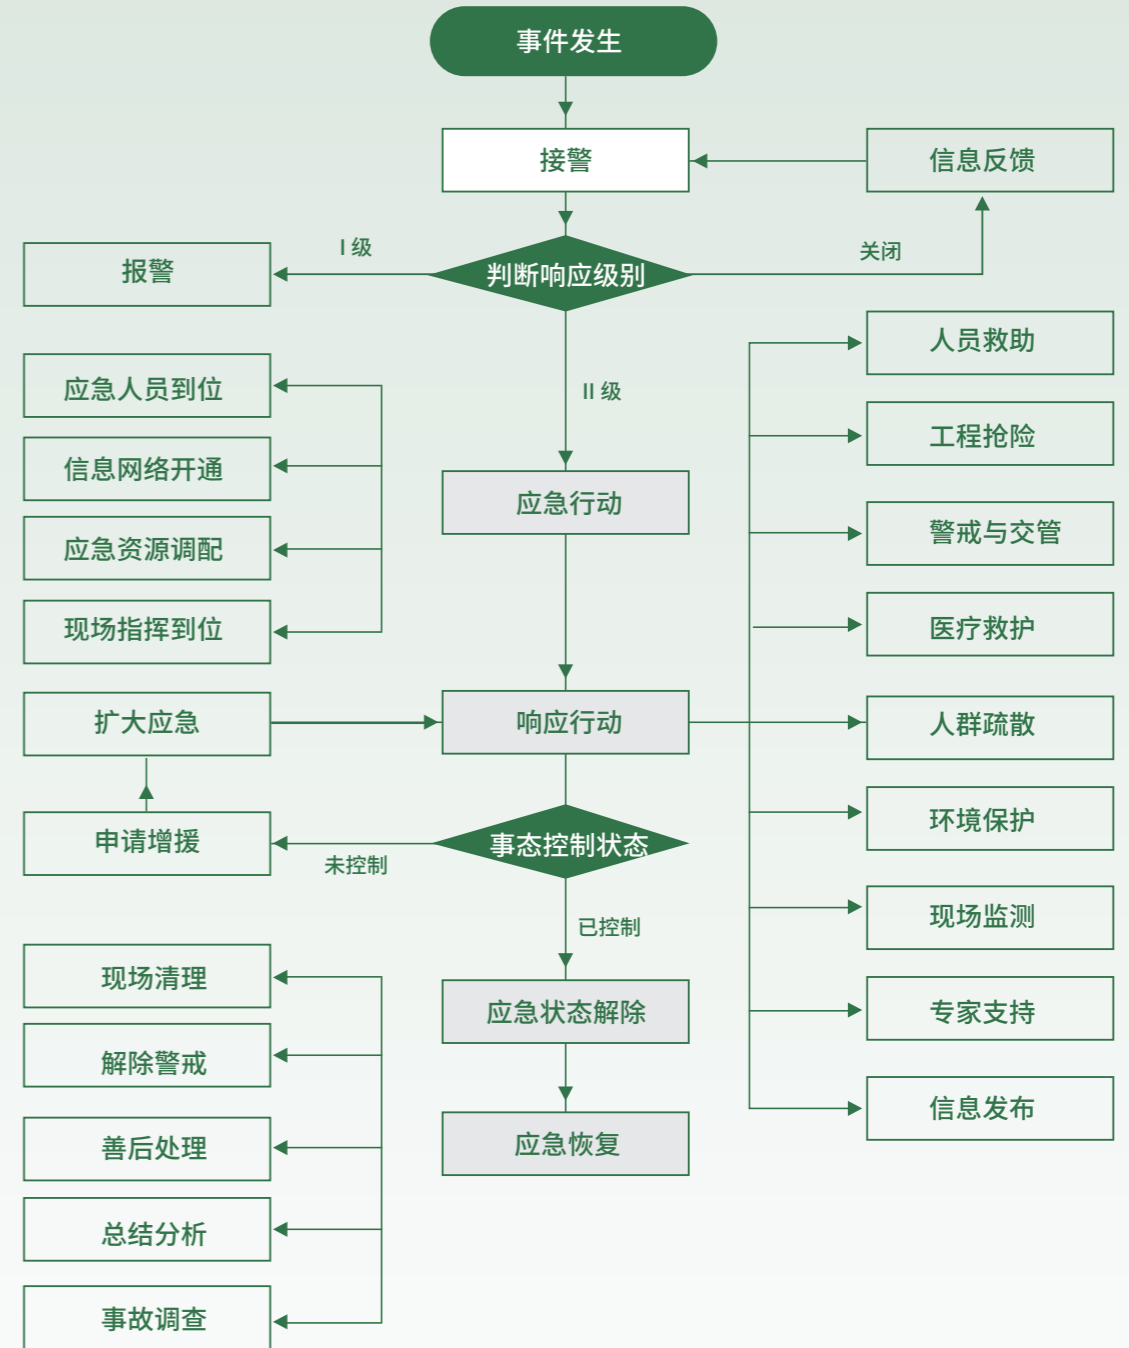 事件发生
接警
信息反馈
I 级
关闭
报警
判断响应级别
人员救助
应急人员到位
II 级
工程抢险
信息网络开通
应急行动
警戒与交管
应急资源调配
现场指挥到位
医疗救护
扩大应急
响应行动
人群疏散
申请增援
未控制
事态控制状态
环境保护
已控制
现场监测
现场清理
应急状态解除
专家支持
解除警戒
善后处理
应急恢复
信息发布
总结分析
事故调查